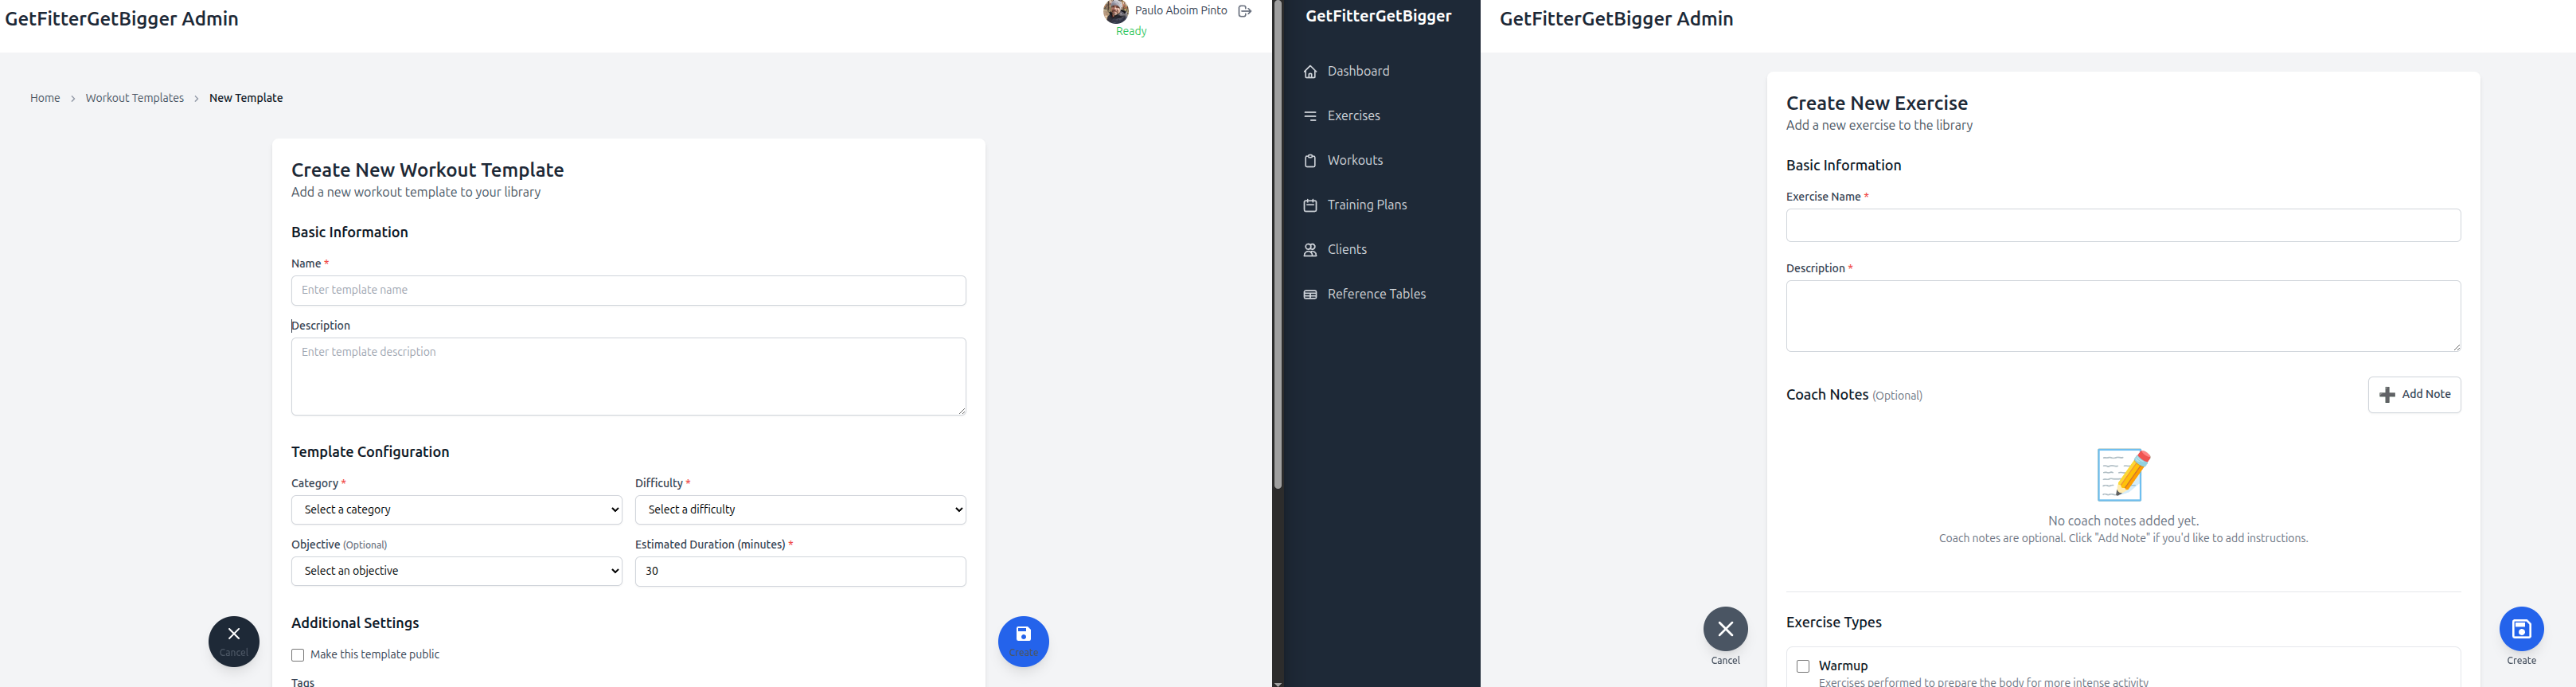 GetFitterGetBigger Admin
Paulo Aboim Pinto
Ready
Home > Workout Templates > New Template
Create New Workout Template
Add a new workout template to your library
Basic Information
Name *
Enter template name
Description
Enter template description
Template Configuration
Category *
Difficulty *
Select a category
Select a difficulty
Objective (Optional)
Estimated Duration (minutes) *
Select an objective
30
Additional Settings
Make this template public
Tags
Cancel
Create
GetFitterGetBigger
Dashboard
Exercises
Workouts
Training Plans
Clients
Reference Tables
GetFitterGetBigger Admin
Create New Exercise
Add a new exercise to the library
Basic Information
Exercise Name *
Description *
Coach Notes (Optional)
Add Note
No coach notes added yet.
Coach notes are optional. Click "Add Note" if you'd like to add instructions.
Exercise Types
Warmup
Exercises performed to prepare the body for more intense activity
Cancel
Create